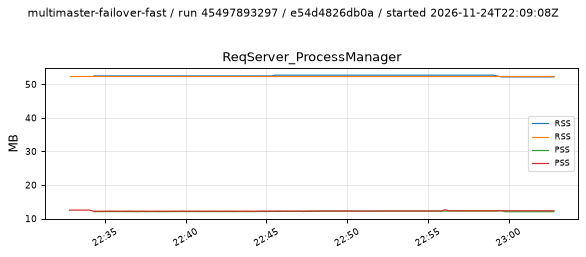 multimaster-failover-fast / run 45497893297 / e54d4826db0a / started 2026-11-24T22:09:08Z
ReqServer_ProcessManager
MB
50
40
30
20
10
RSS
RSS
PSS
PSS
22:35
22:40
22:45
22:50
22:55
23:00